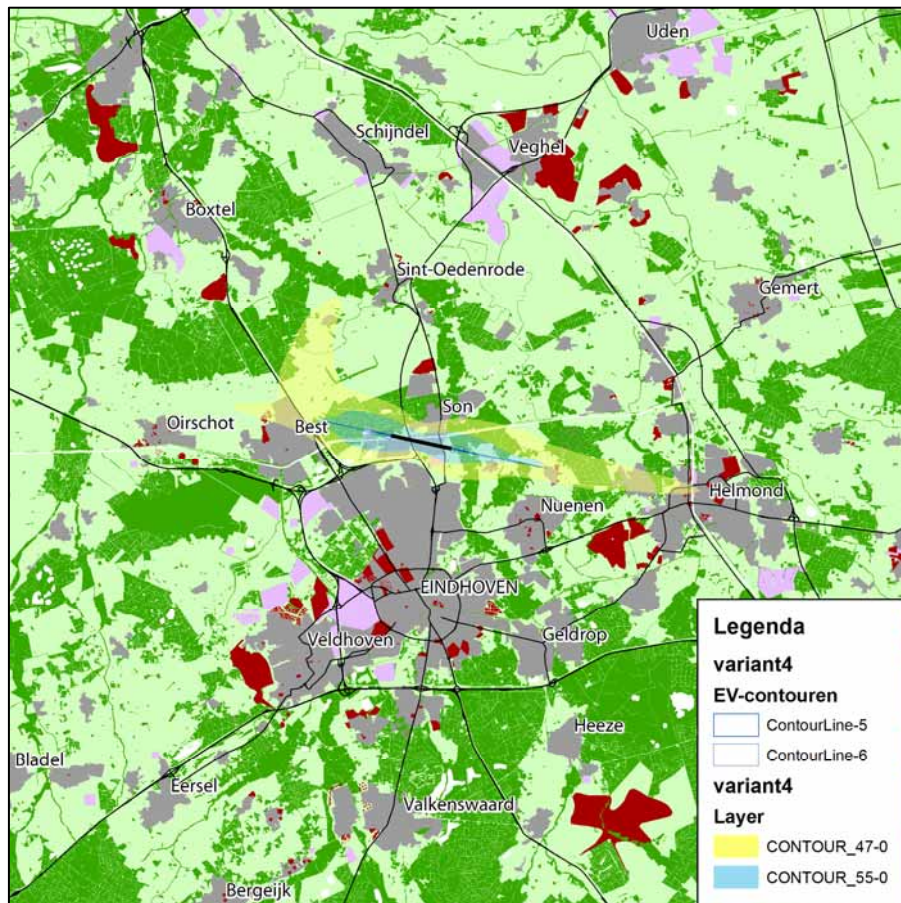 Uden
Schijndel
Veghel
Boxtel
Sint-Oedenrode
Gemert
Son
Oirschot
Best
Helmond
Nuenen
EINDHOVEN
Veldhoven
Geldrop
Heeze
Bladel
Eersel
Valkenswaard
Bergeijk
Legenda
variant4
EV-contouren
ContourLine-5
ContourLine-6
variant4
Layer
CONTOUR_47-0
CONTOUR_55-0